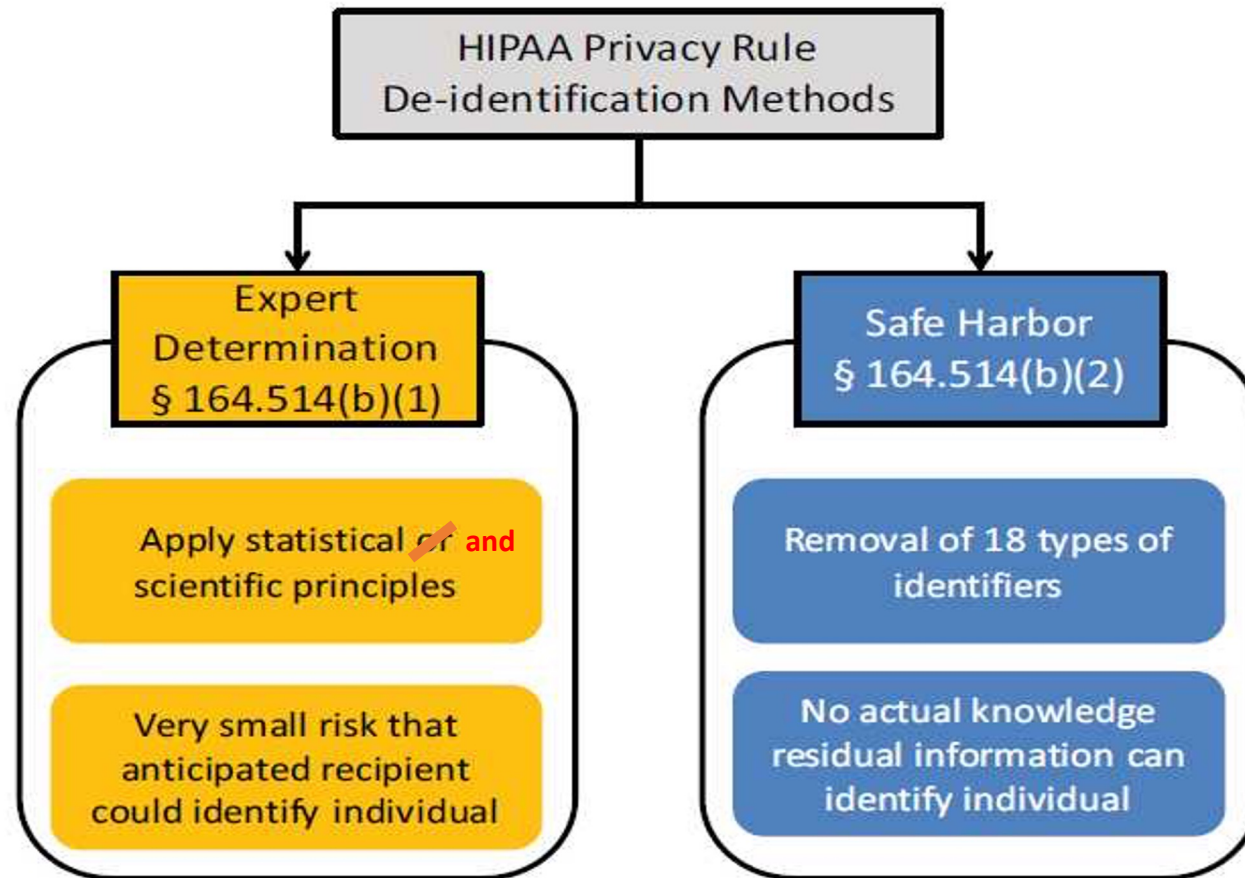 HIPAA Privacy Rule
De-identification Methods
Expert
Determination
§ 164.514(b)(1)
Apply statistical or and
scientific principles
Very small risk that
anticipated recipient
could identify individual
Safe Harbor
§ 164.514(b)(2)
Removal of 18 types of
identifiers
No actual knowledge
residual information can
identify individual